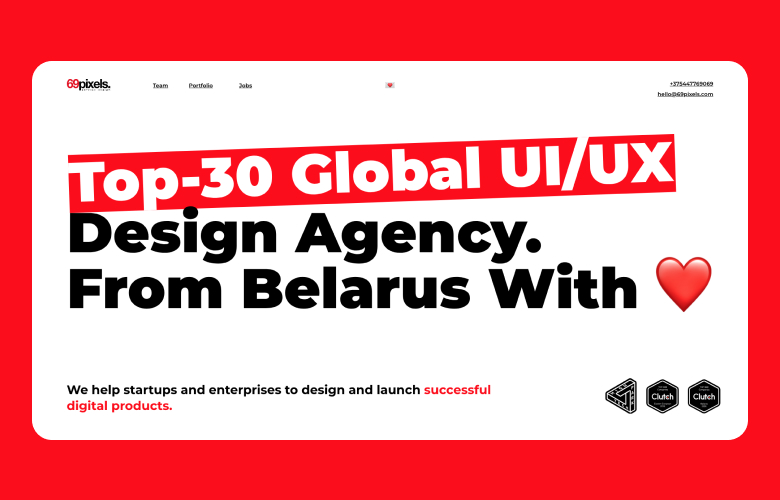 69pixels.
Team
Portfolio
Jobs
+375447769069
hello@69pixels.com
Top-30 Global UI/UX
Design Agency.
From Belarus With ❤️
We help startups and enterprises to design and launch successful
digital products.
Clutch
Clutch